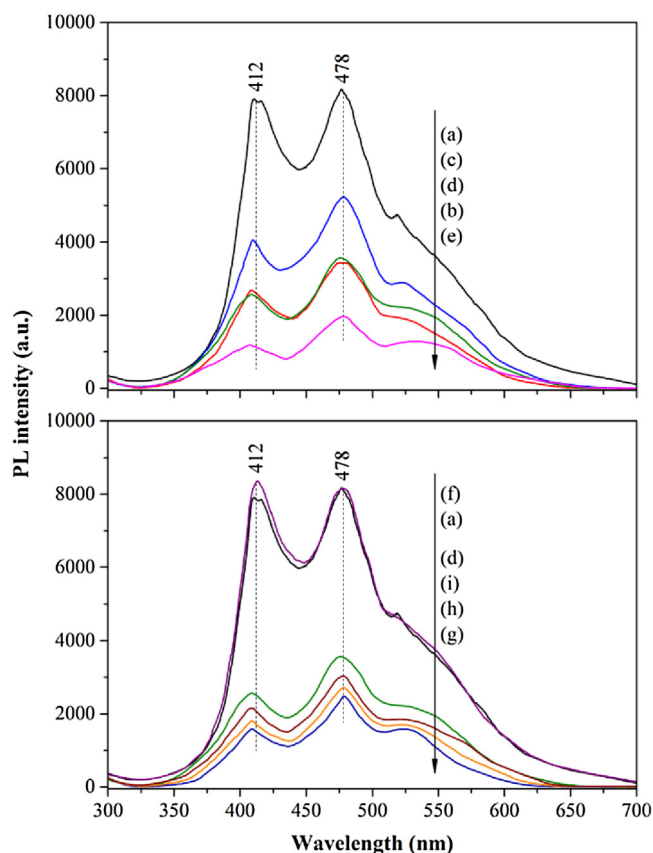 10000
8000
6000
4000
2000
0
412
478
(a)
(c)
(d)
(b)
(e)
PL intensity (a.u.)
10000
8000
6000
4000
2000
0
412
478
(f)
(a)
(d)
(i)
(h)
(g)
300 350 400 450 500 550 600 650 700
Wavelength (nm)